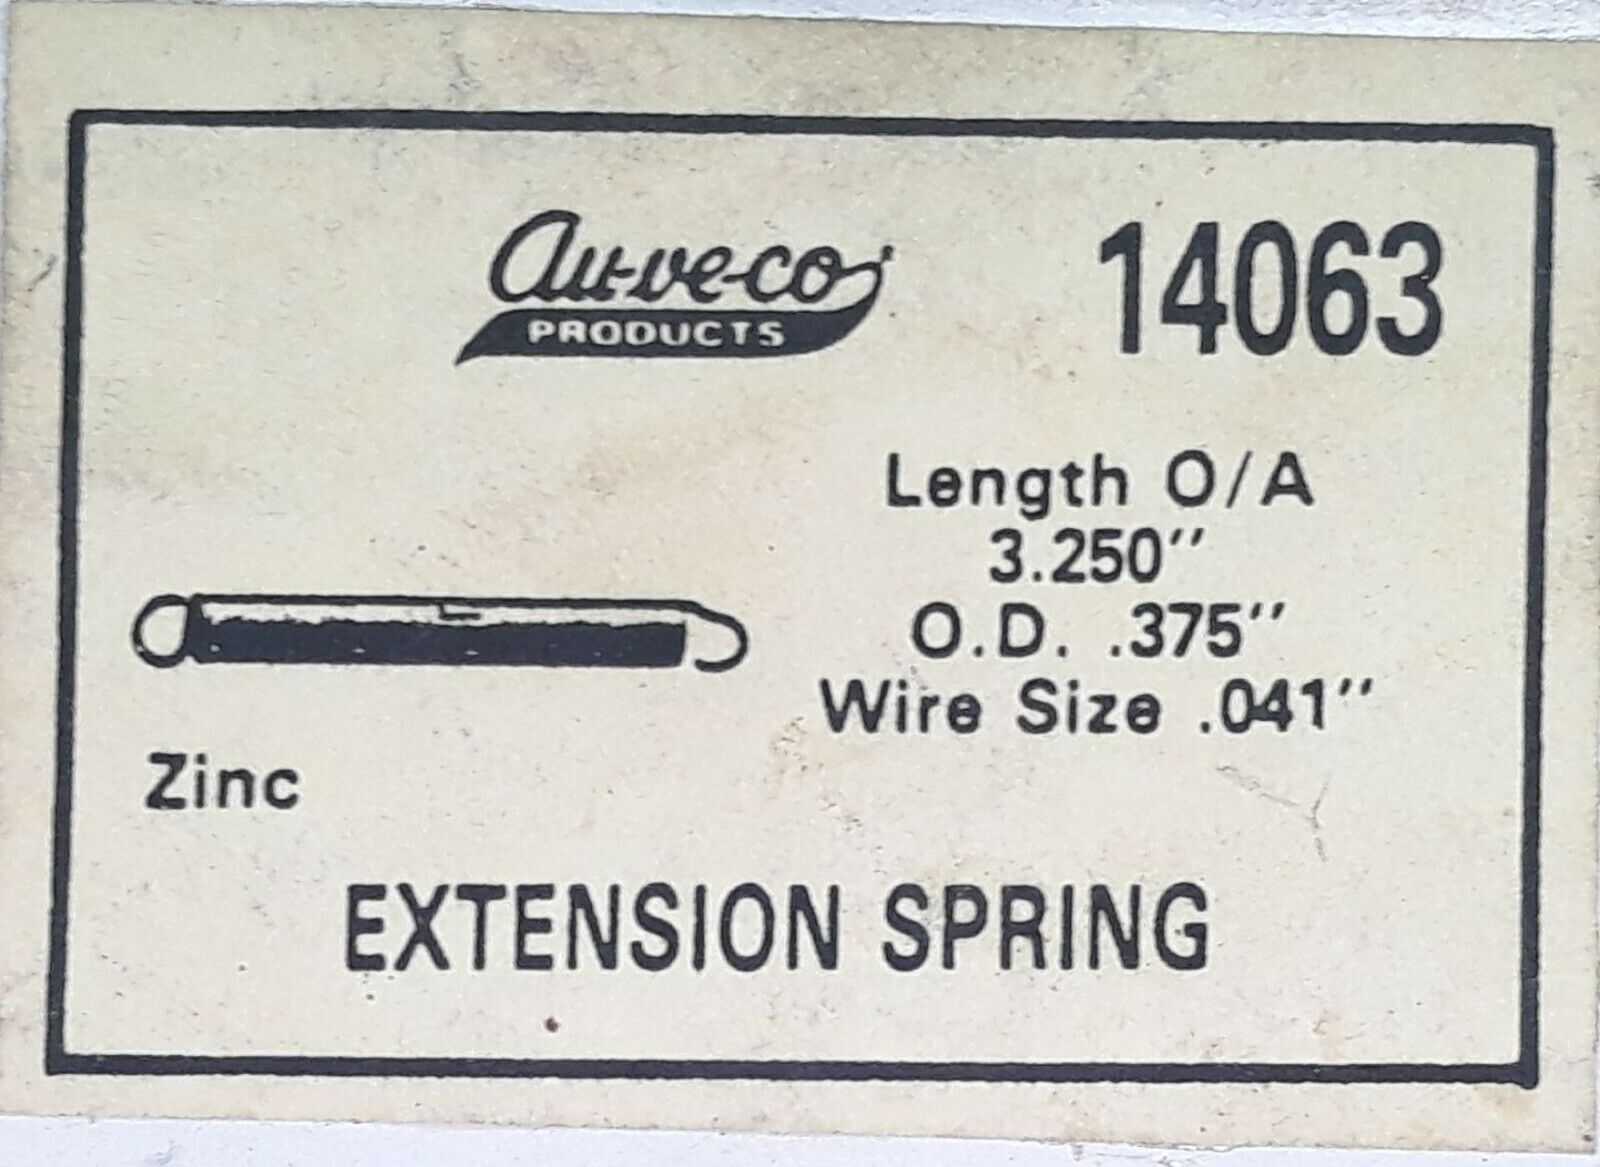 Au-ve-co
PRODUCTS
14063
Length O/A
3.250"
O.D. .375"
Wire Size .041"
Zinc
EXTENSION SPRING